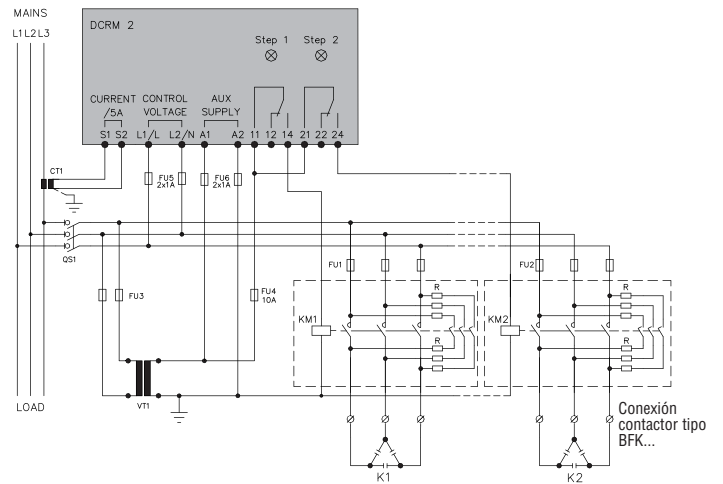 MAINS
L1 L2 L3
DCRM 2
Step 1 Step 2
CURRENT
/5A
CONTROL
VOLTAGE
AUX
SUPPLY
S1 S2 L1/L L2/N A1 A2 11 12 14 21 22 24
CT1
FU5
2x1A
FU6
2x1A
QS1
FU1
FU2
FU3
FU4
10A
R
R
KM1
KM2
R
R
VT1
LOAD
Conexión
contactor tipo
BFK...
K1
K2